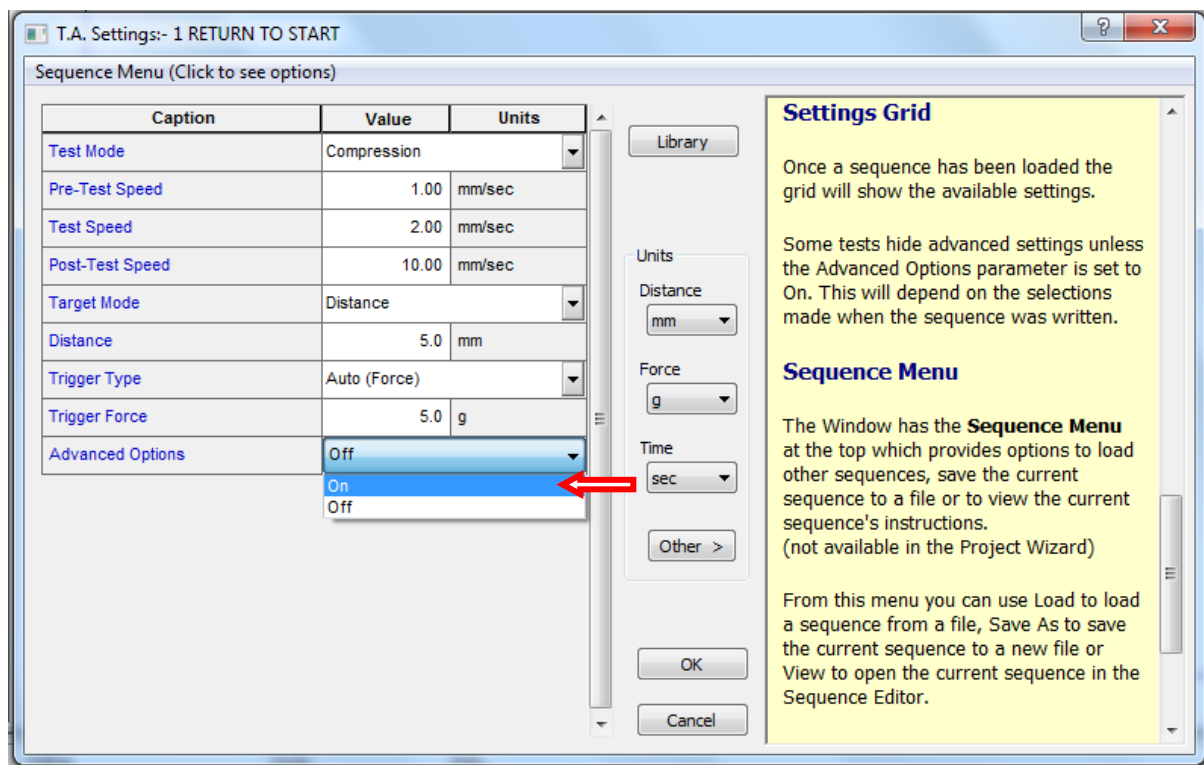 T.A. Settings:- 1 RETURN TO START
Sequence Menu (Click to see options)
Caption Value Units
Test Mode Compression
Pre-Test Speed 1.00 mm/sec
Test Speed 2.00 mm/sec
Post-Test Speed 10.00 mm/sec
Target Mode Distance
Distance 5.0 mm
Trigger Type Auto (Force)
Trigger Force 5.0 g
Advanced Options Off
On
Off
Library
Units
Distance
mm
Force
g
Time
sec
Other >
OK
Cancel
Settings Grid
Once a sequence has been loaded the
grid will show the available settings.
Some tests hide advanced settings unless
the Advanced Options parameter is set to
On. This will depend on the selections
made when the sequence was written.
Sequence Menu
The Window has the Sequence Menu
at the top which provides options to load
other sequences, save the current
sequence to a file or to view the current
sequence's instructions.
(not available in the Project Wizard)
From this menu you can use Load to load
a sequence from a file, Save As to save
the current sequence to a new file or
View to open the current sequence in the
Sequence Editor.